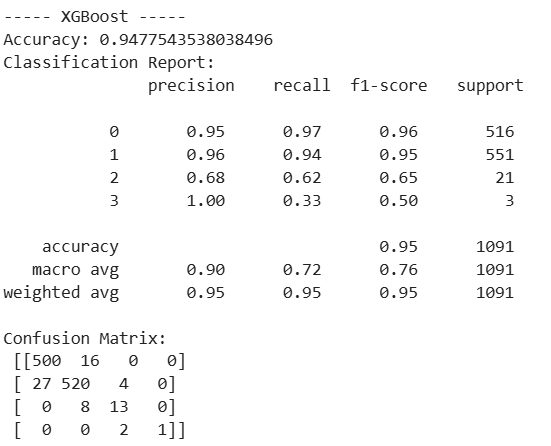 ----- XGBoost -----
Accuracy: 0.9477543538038496
Classification Report:
              precision    recall  f1-score   support

           0       0.95      0.97      0.96       516
           1       0.96      0.94      0.95       551
           2       0.68      0.62      0.65        21
           3       1.00      0.33      0.50         3

    accuracy                           0.95      1091
   macro avg       0.90      0.72      0.76      1091
weighted avg       0.95      0.95      0.95      1091

Confusion Matrix:
 [[500  16   0   0]
 [ 27 520   4   0]
 [  0   8  13   0]
 [  0   0   2   1]]